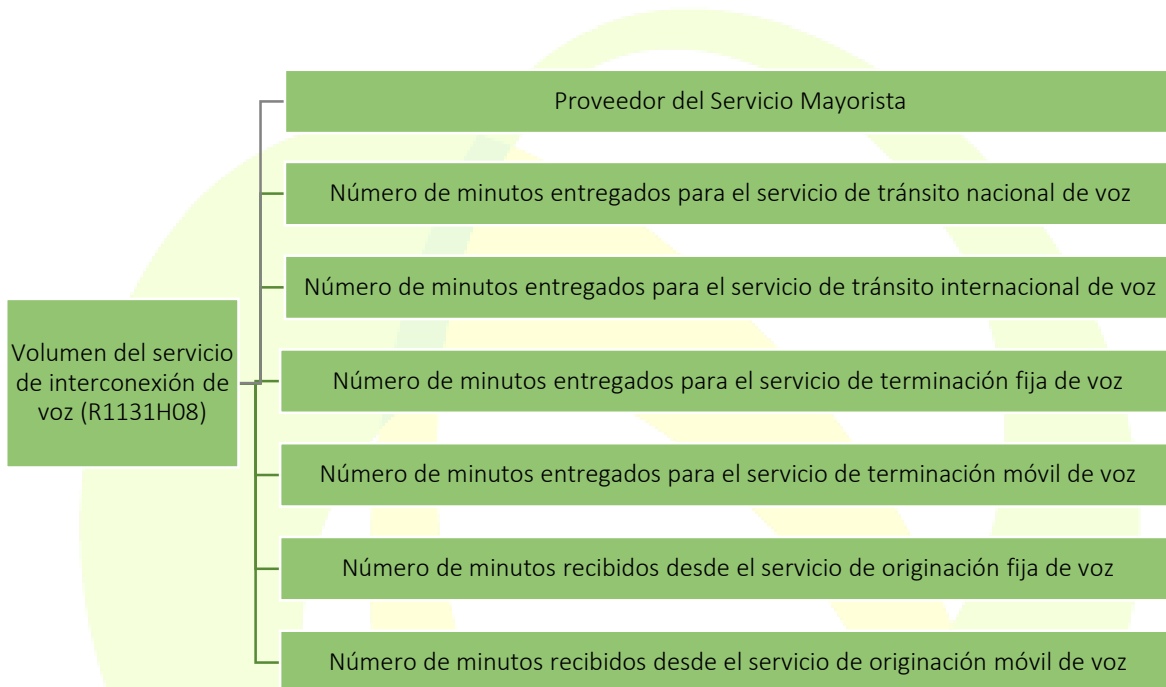 Proveedor del Servicio Mayorista
Número de minutos entregados para el servicio de tránsito nacional de voz
Número de minutos entregados para el servicio de tránsito internacional de voz
Volumen del servicio
de interconexión de
voz (R1131H08)
Número de minutos entregados para el servicio de terminación fija de voz
Número de minutos entregados para el servicio de terminación móvil de voz
Número de minutos recibidos desde el servicio de originación fija de voz
Número de minutos recibidos desde el servicio de originación móvil de voz